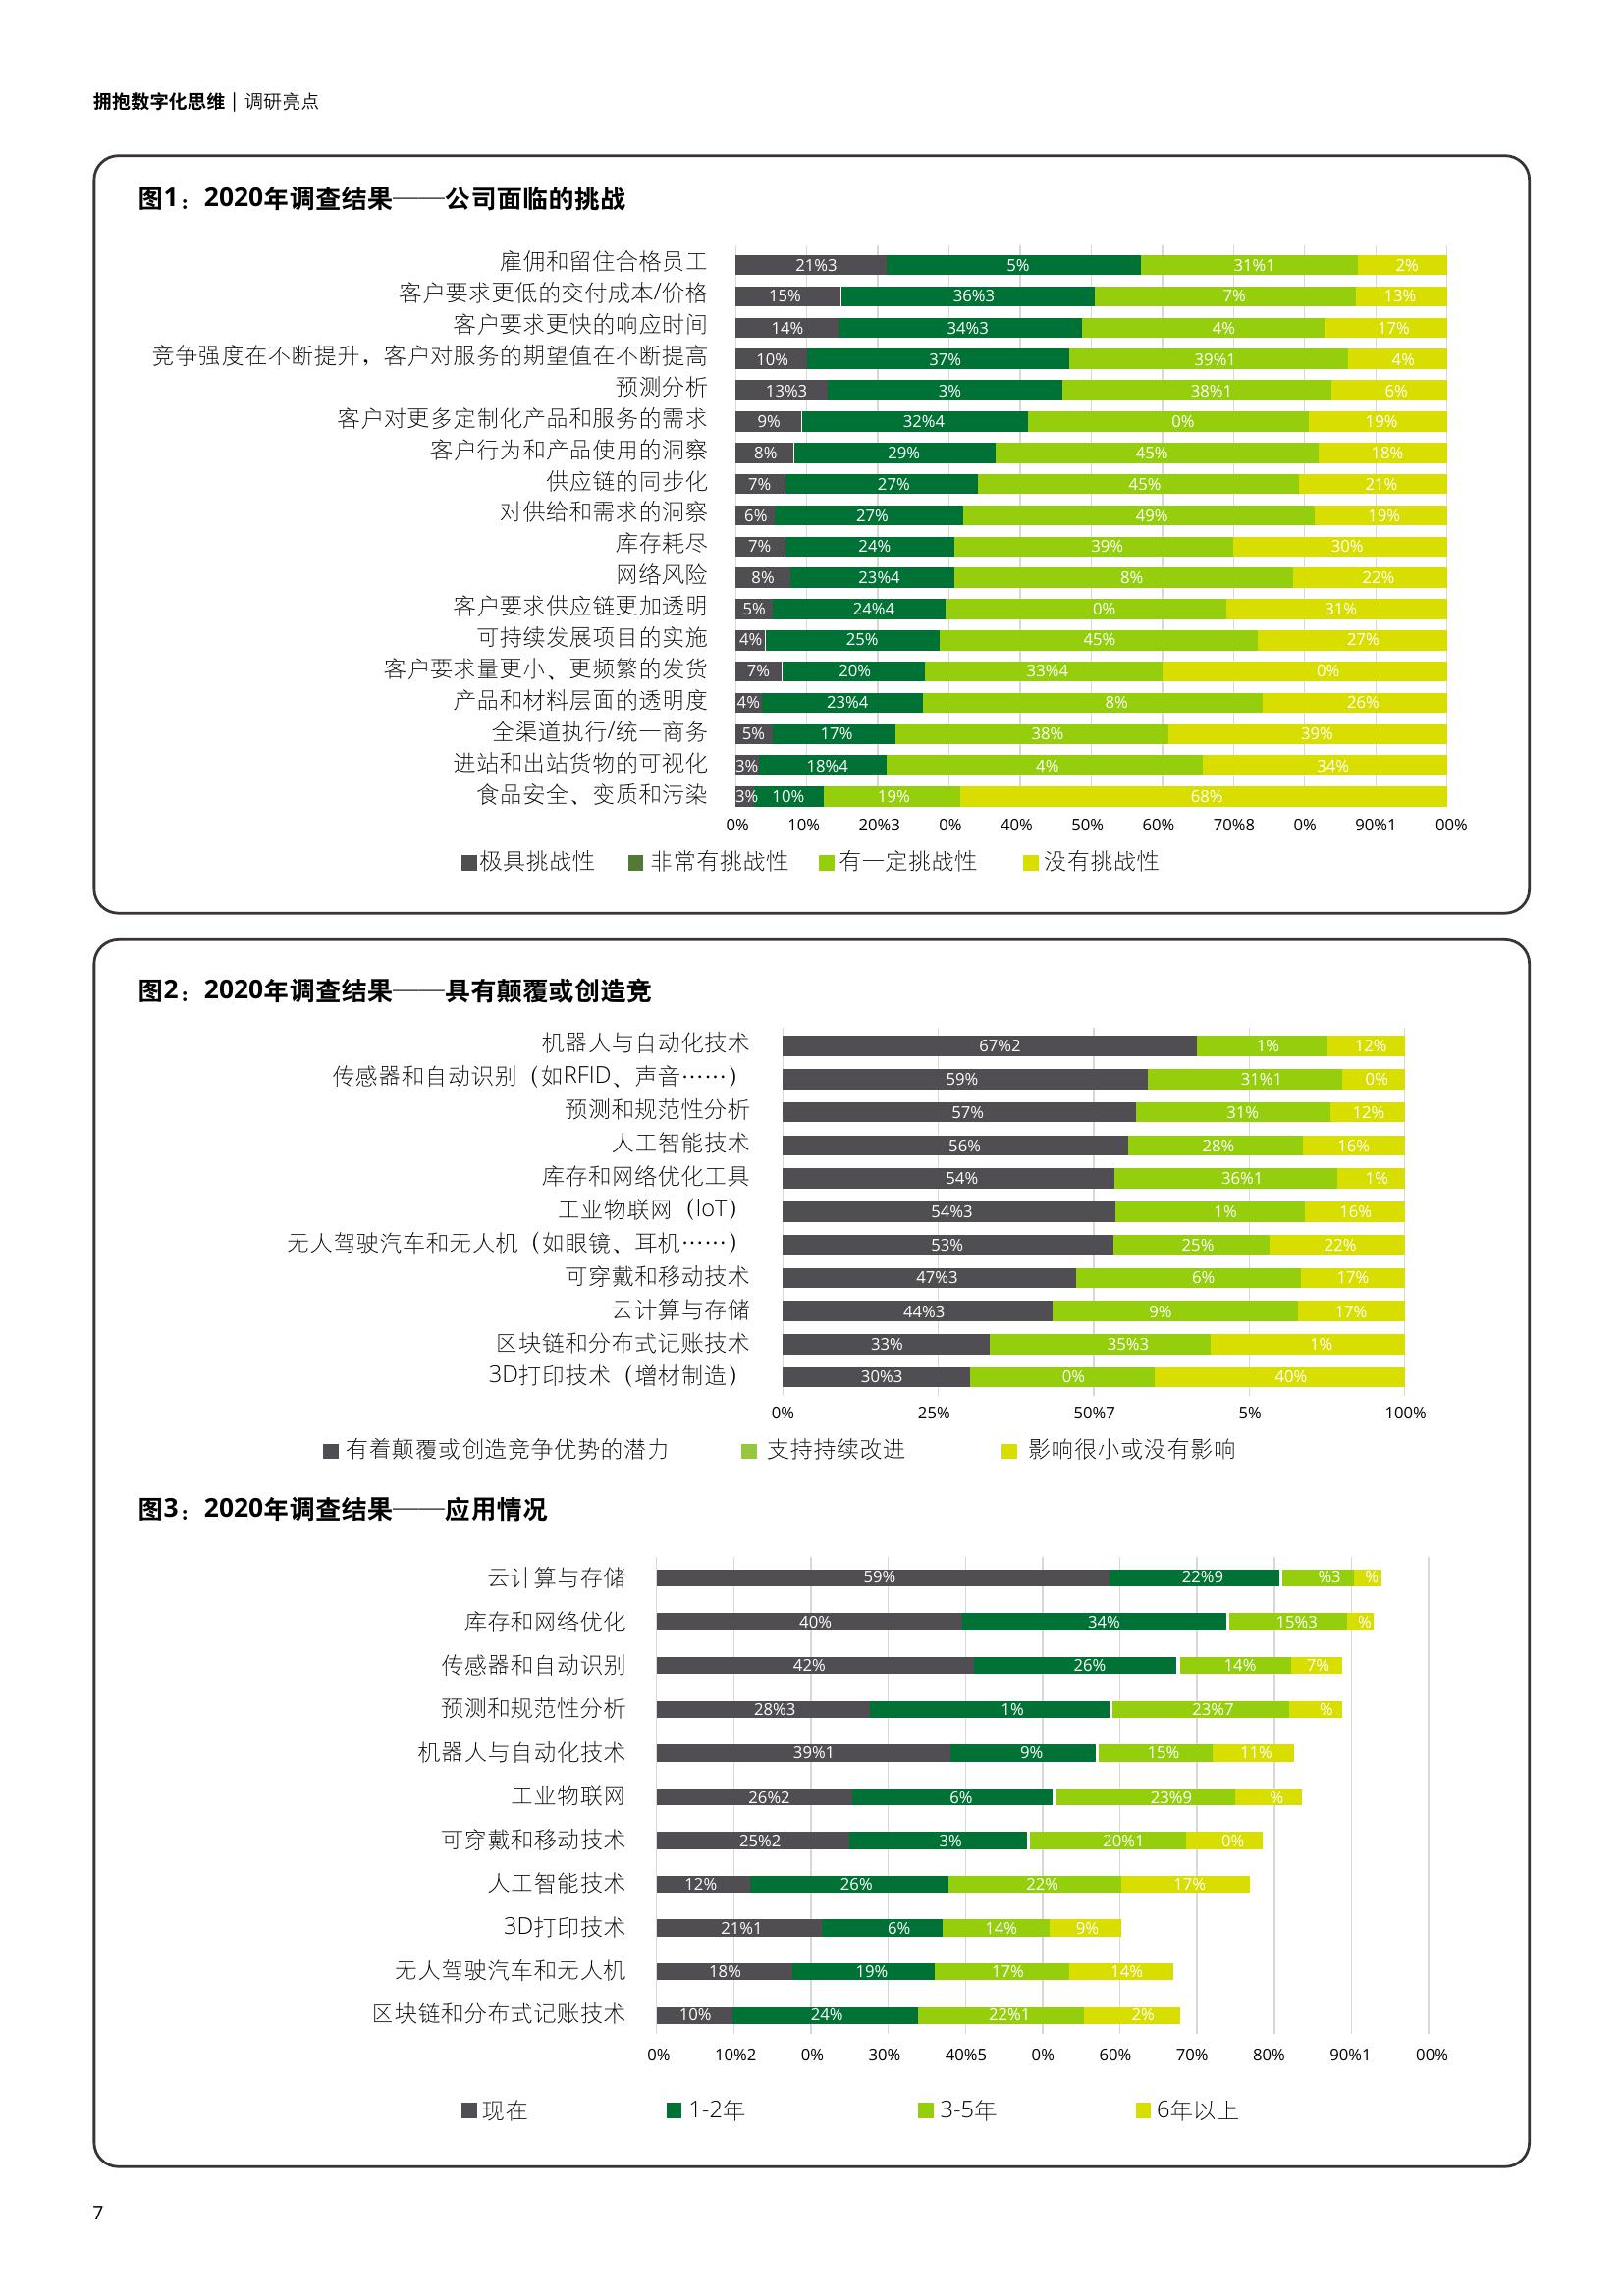 拥抱数字化思维 | 调研亮点
图1：2020年调查结果——公司面临的挑战
雇佣和留住合格员工 21%3 5% 31%1 2%
客户要求更低的交付成本/价格 15% 36%3 7% 13%
客户要求更快的响应时间 14% 34%3 4% 17%
竞争强度在不断提升，客户对服务的期望值在不断提高 10% 37% 39%1 4%
预测分析 13%3 3% 38%1 6%
客户对更多定制化产品和服务的需求 9% 32%4 0% 19%
客户行为和产品使用的洞察 8% 29% 45% 18%
供应链的同步化 7% 27% 45% 21%
对供给和需求的洞察 6% 27% 49% 19%
库存耗尽 7% 24% 39% 30%
网络风险 8% 23%4 8% 22%
客户要求供应链更加透明 5% 24%4 0% 31%
可持续发展项目的实施 4% 25% 45% 27%
客户要求量更小、更频繁的发货 7% 20% 33%4 0%
产品和材料层面的透明度 4% 23%4 8% 26%
全渠道执行/统一商务 5% 17% 38% 39%
进站和出站货物的可视化 3% 18%4 4% 34%
食品安全、变质和污染 3% 10% 19% 68%
0% 10% 20%3 0% 40% 50% 60% 70%8 0% 90%1 00%
极具挑战性 非常有挑战性 有一定挑战性 没有挑战性
图2：2020年调查结果——具有颠覆或创造竞
机器人与自动化技术 67%2 1% 12%
传感器和自动识别（如RFID、声音……） 59% 31%1 0%
预测和规范性分析 57% 31% 12%
人工智能技术 56% 28% 16%
库存和网络优化工具 54% 36%1 1%
工业物联网（IoT） 54%3 1% 16%
无人驾驶汽车和无人机（如眼镜、耳机……） 53% 25% 22%
可穿戴和移动技术 47%3 6% 17%
云计算与存储 44%3 9% 17%
区块链和分布式记账技术 33% 35%3 1%
3D打印技术（增材制造） 30%3 0% 40%
0% 25% 50%7 5% 100%
有着颠覆或创造竞争优势的潜力 支持持续改进 影响很小或没有影响
图3：2020年调查结果——应用情况
云计算与存储 59% 22%9 %3 %
库存和网络优化 40% 34% 15%3 %
传感器和自动识别 42% 26% 14% 7%
预测和规范性分析 28%3 1% 23%7 %
机器人与自动化技术 39%1 9% 15% 11%
工业物联网 26%2 6% 23%9 %
可穿戴和移动技术 25%2 3% 20%1 0%
人工智能技术 12% 26% 22% 17%
3D打印技术 21%1 6% 14% 9%
无人驾驶汽车和无人机 18% 19% 17% 14%
区块链和分布式记账技术 10% 24% 22%1 2%
0% 10%2 0% 30% 40%5 0% 60% 70% 80% 90%1 00%
现在 1-2年 3-5年 6年以上
7